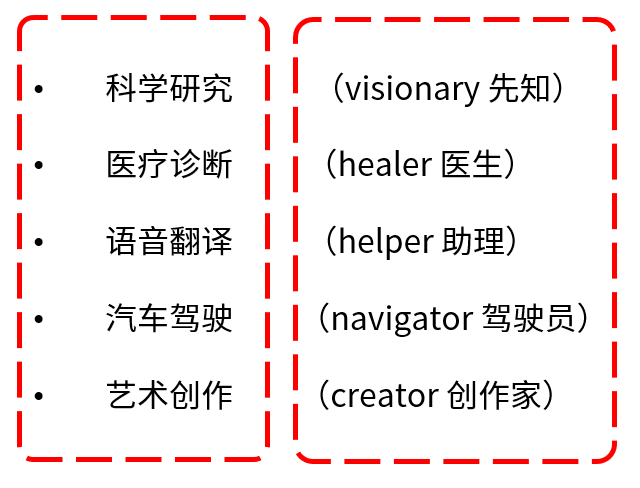 • 科学研究 （visionary 先知）
• 医疗诊断 （healer 医生）
• 语音翻译 （helper 助理）
• 汽车驾驶 （navigator 驾驶员）
• 艺术创作 （creator 创作家）